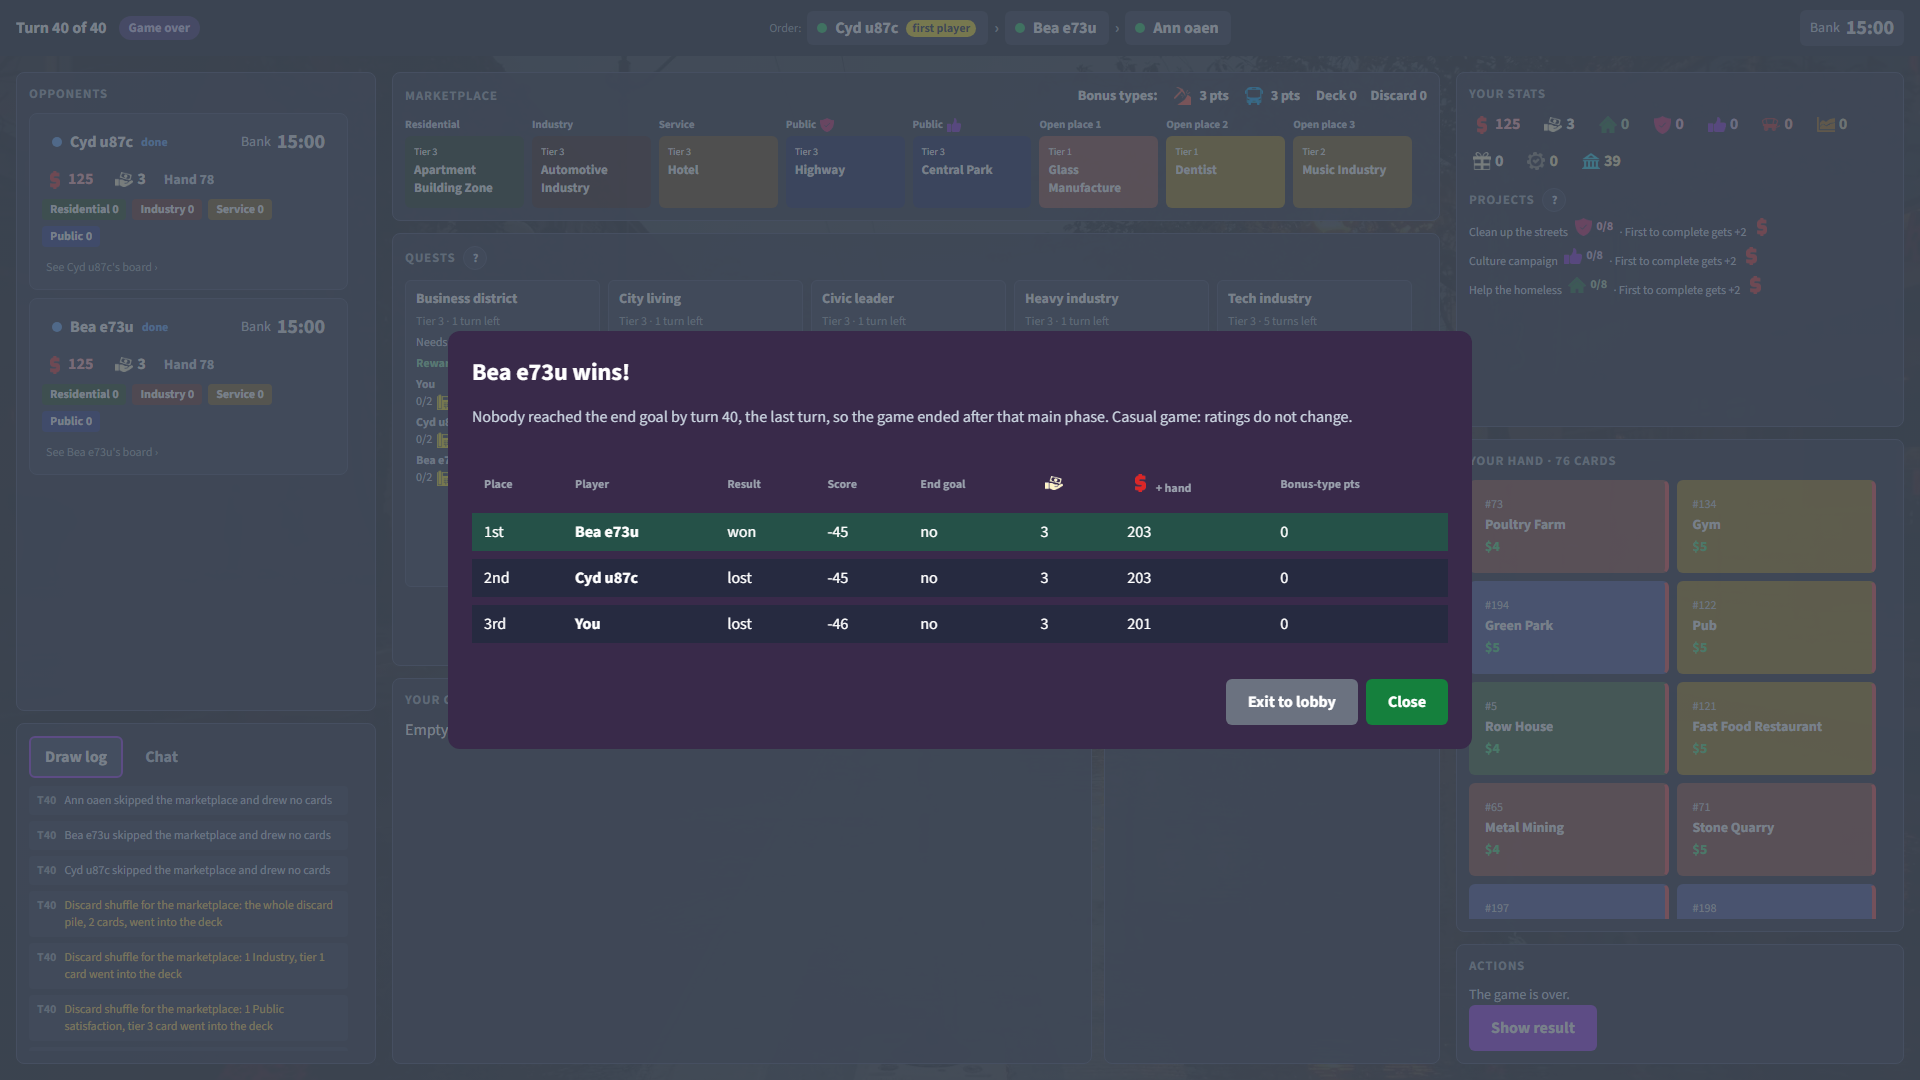 Turn 40 of 40
Game over
Order:
Cyd u87c
first player
›
Bea e73u
›
Ann oaen
Bank 15:00
OPPONENTS
Cyd u87c done
Bank 15:00
125
3
Hand 78
Residential 0
Industry 0
Service 0
Public 0
See Cyd u87c's board ›
Bea e73u done
Bank 15:00
125
3
Hand 78
Residential 0
Industry 0
Service 0
Public 0
See Bea e73u's board ›
Draw log
Chat
T40 Ann oaen skipped the marketplace and drew no cards
T40 Bea e73u skipped the marketplace and drew no cards
T40 Cyd u87c skipped the marketplace and drew no cards
T40 Discard shuffle for the marketplace: the whole discard
pile, 2 cards, went into the deck
T40 Discard shuffle for the marketplace: 1 Industry, tier 1
card went into the deck
T40 Discard shuffle for the marketplace: 1 Public
satisfaction, tier 3 card went into the deck
MARKETPLACE
Bonus types:
3 pts
3 pts
Deck 0
Discard 0
Residential
Tier 3
Apartment
Building Zone
Industry
Tier 3
Automotive
Industry
Service
Tier 3
Hotel
Public
Tier 3
Highway
Public
Tier 3
Central Park
Open place 1
Tier 1
Glass
Manufacture
Open place 2
Tier 1
Dentist
Open place 3
Tier 2
Music Industry
QUESTS ?
Business district
Tier 3 · 1 turn left
Needs
Rewar
You
0/2
Cyd u8
0/2
Bea e7
0/2
City living
Tier 3 · 1 turn left
Civic leader
Tier 3 · 1 turn left
Heavy industry
Tier 3 · 1 turn left
Tech industry
Tier 3 · 5 turns left
YOUR C
Empty
Bea e73u wins!
Nobody reached the end goal by turn 40, the last turn, so the game ended after that main phase. Casual game: ratings do not change.
Place Player Result Score End goal + hand Bonus-type pts
1st Bea e73u won -45 no 3 203 0
2nd Cyd u87c lost -45 no 3 203 0
3rd You lost -46 no 3 201 0
Exit to lobby
Close
YOUR STATS
125
3
0
0
0
0
0
0
0
39
PROJECTS ?
Clean up the streets 0/8 · First to complete gets +2
Culture campaign 0/8 · First to complete gets +2
Help the homeless 0/8 · First to complete gets +2
YOUR HAND - 76 CARDS
#73
Poultry Farm
$4
#134
Gym
$5
#194
Green Park
$5
#122
Pub
$5
#5
Row House
$4
#121
Fast Food Restaurant
$5
#65
Metal Mining
$4
#71
Stone Quarry
$5
#197
#198
ACTIONS
The game is over.
Show result